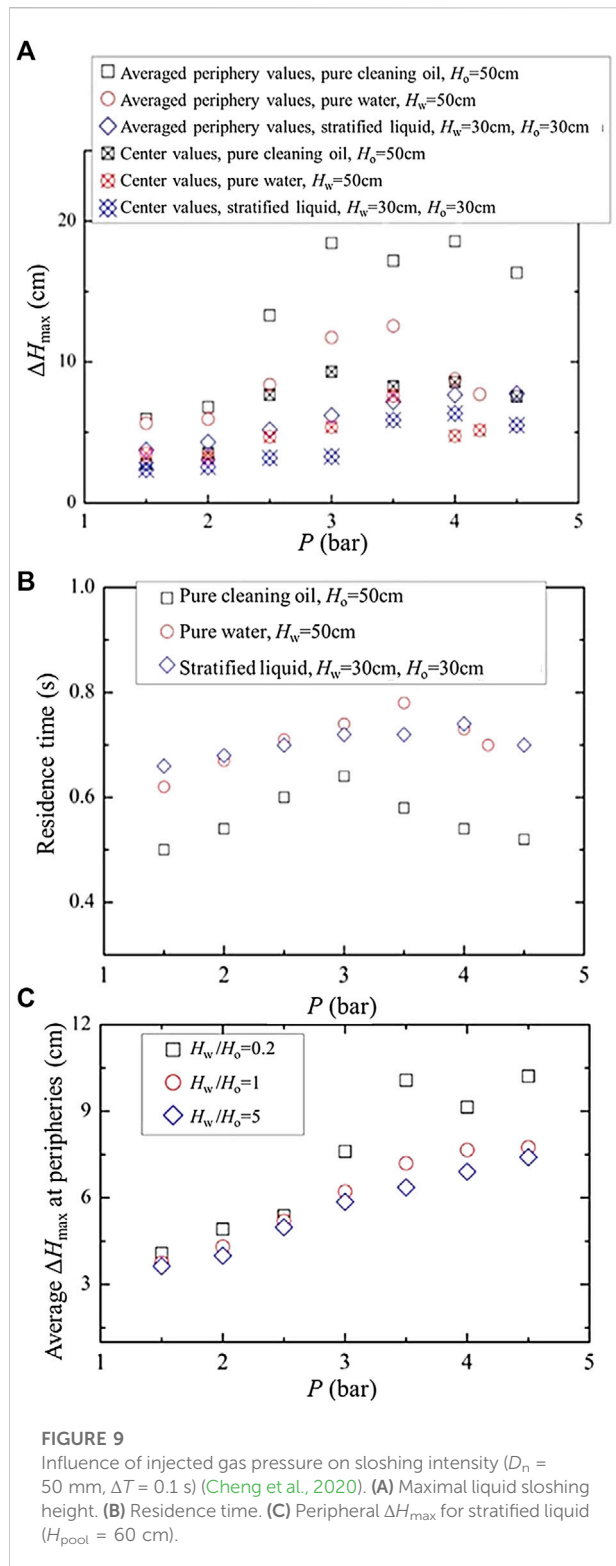 A
Averaged periphery values, pure cleaning oil, Ho=50cm
Averaged periphery values, pure water, Hw=50cm
Averaged periphery values, stratified liquid, Hw=30cm, Ho=30cm
Center values, pure cleaning oil, Ho=50cm
Center values, pure water, Hw=50cm
Center values, stratified liquid, Hw=30cm, Ho=30cm
20
10
0
ΔHmax (cm)
1 2 3 4 5
P (bar)
B
Pure cleaning oil, Ho=50cm
Pure water, Hw=50cm
Stratified liquid, Hw=30cm, Ho=30cm
1.0
0.8
0.6
0.4
Residence time (s)
1 2 3 4 5
P (bar)
C
Hw/Ho=0.2
Hw/Ho=1
Hw/Ho=5
12
9
6
3
Average ΔHmax at peripheries (cm)
1 2 3 4 5
P (bar)
FIGURE 9
Influence of injected gas pressure on sloshing intensity (Dn =
50 mm, ΔT = 0.1 s) (Cheng et al., 2020). (A) Maximal liquid sloshing
height. (B) Residence time. (C) Peripheral ΔHmax for stratified liquid
(Hpool = 60 cm).